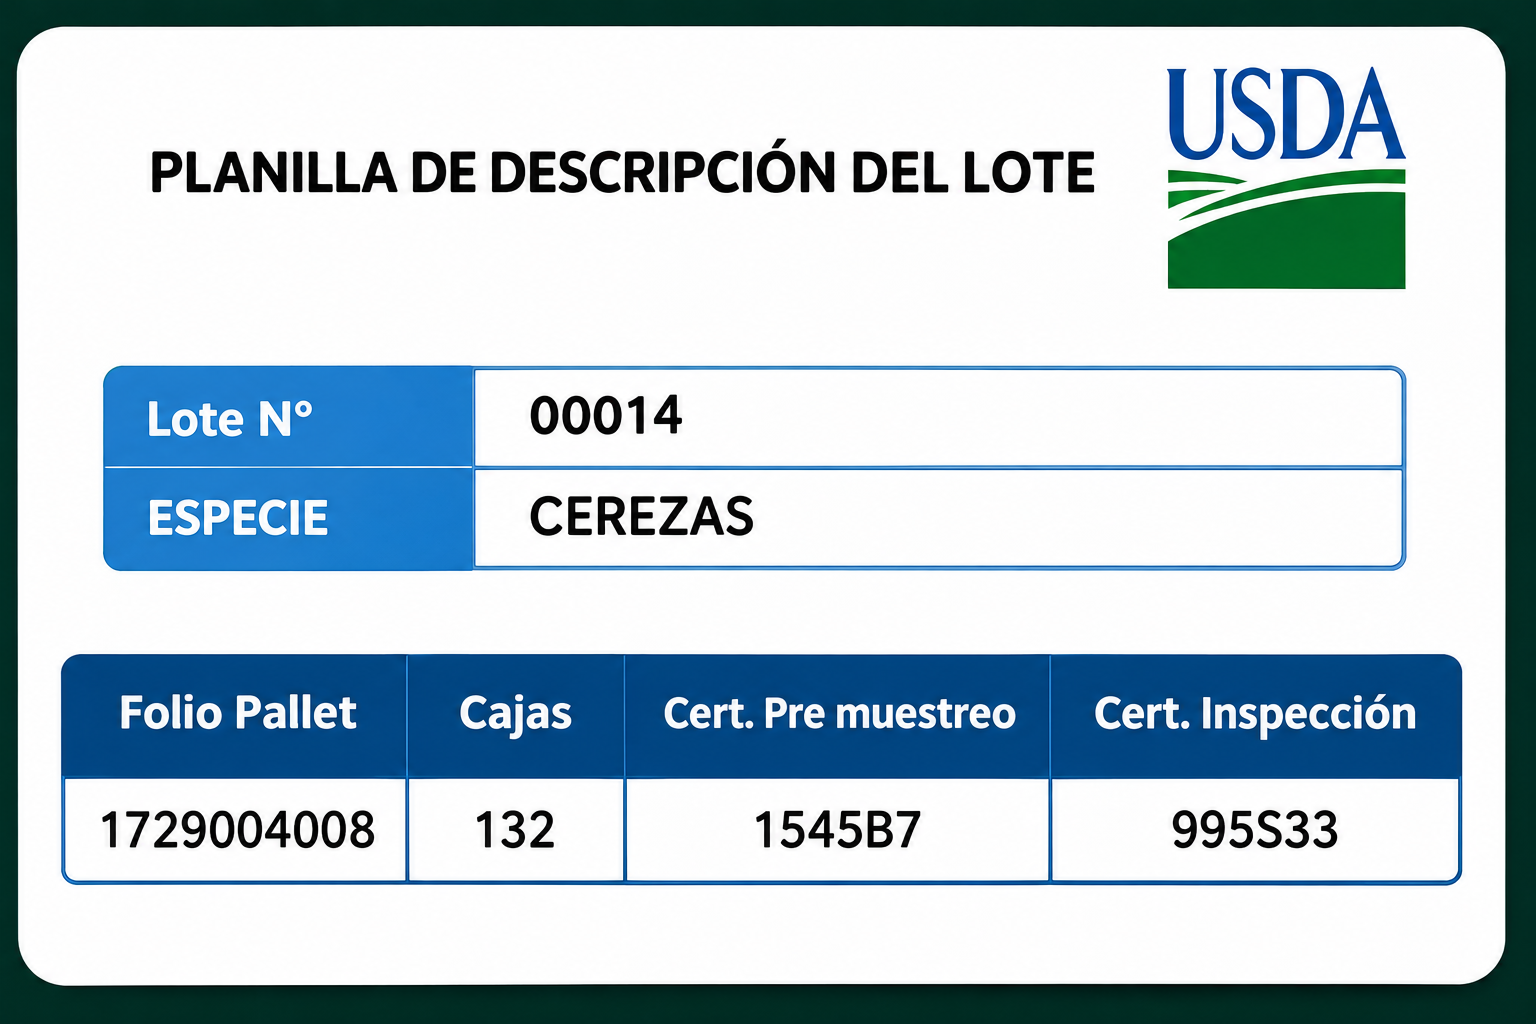 USDA
PLANILLA DE DESCRIPCIÓN DEL LOTE
Lote N° 00014
ESPECIE CEREZAS
Folio Pallet Cajas Cert. Pre muestreo Cert. Inspección
1729004008 132 1545B7 995S33